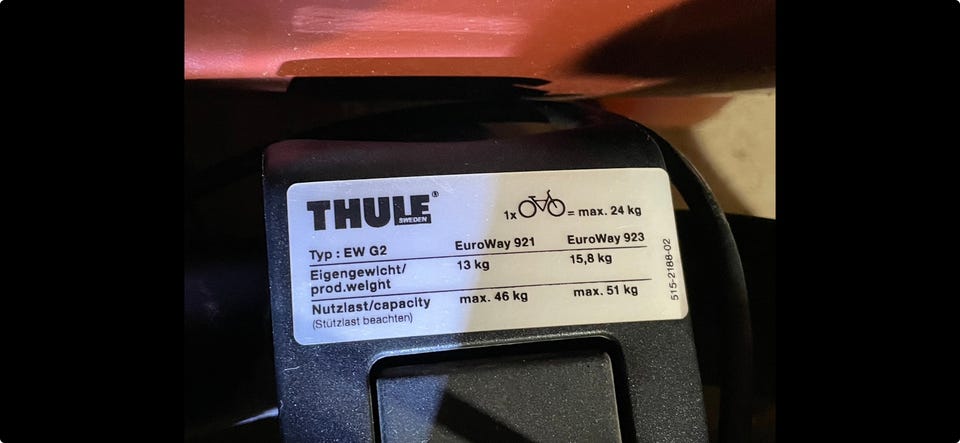 THULE®
SWEDEN
1x = max. 24 kg
Typ : EW G2 EuroWay 921 EuroWay 923
Eigengewicht/
prod.weight 13 kg 15,8 kg
Nutzlast/capacity max. 46 kg max. 51 kg
(Stützlast beachten)
515-2188-02